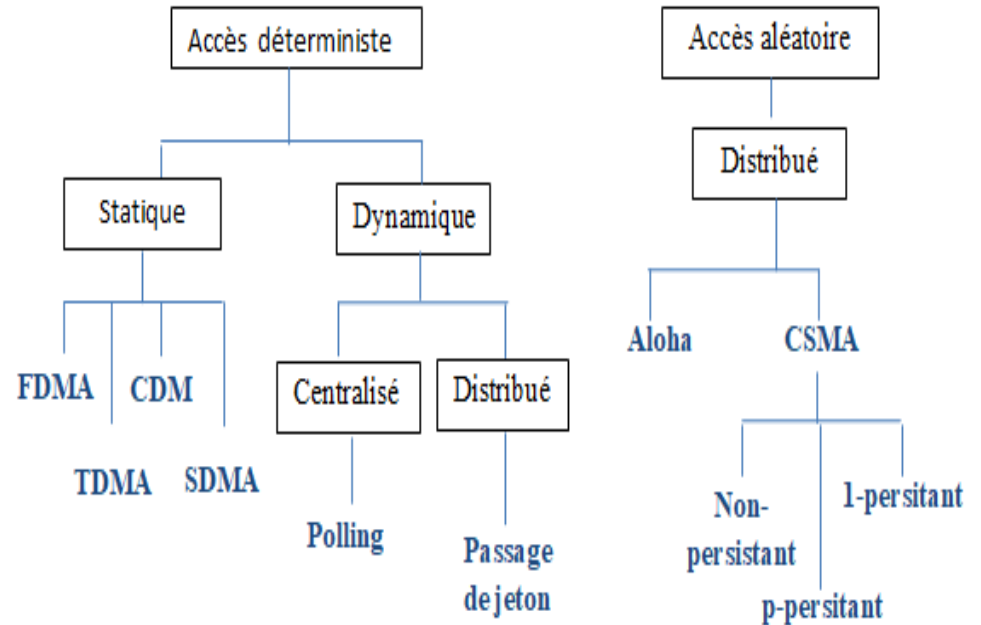 Accès déterministe
Statique
Dynamique
FDMA
CDM
TDMA
SDMA
Centralisé
Distribué
Polling
Passage
de jeton
Accès aléatoire
Distribué
Aloha
CSMA
Non-
persistant
p-persitant
1-persitant